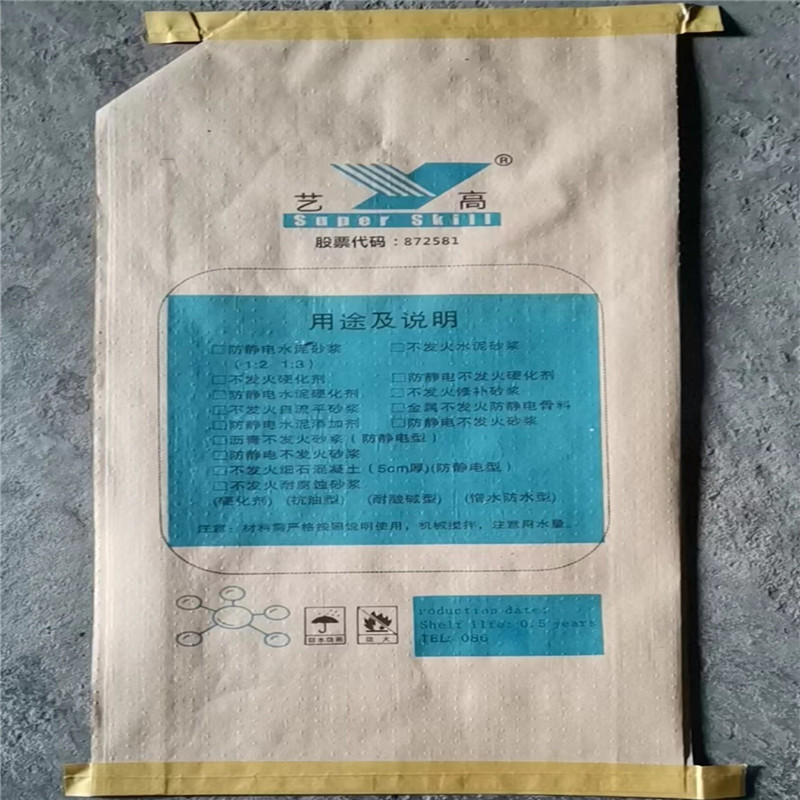 艺 高 ®
Super Skill
股票代码：872581
用途及说明
□防静电水泥砂浆 □不发火水泥砂浆
（1:2 1:3）
□不发火硬化剂 □防静电不发火硬化剂
□防静电水泥硬化剂 □不发火修补砂浆
□不发火自流平砂浆 □金属不发火防静电骨料
□防静电水泥添加剂 □防静电不发火砂浆
□沥青不发火砂浆（防静电型）
□防静电不发火砂浆
□不发火细石混凝土（5cm厚)(防静电型）
□不发火耐腐蚀砂浆
(硬化剂) (抗油型) (耐酸碱型) (憎水防水型)
注意：材料需严格按照说明使用，机械搅拌，注意用水量。
roduction date:
Shelf life: 0.5 years
TEL: 086